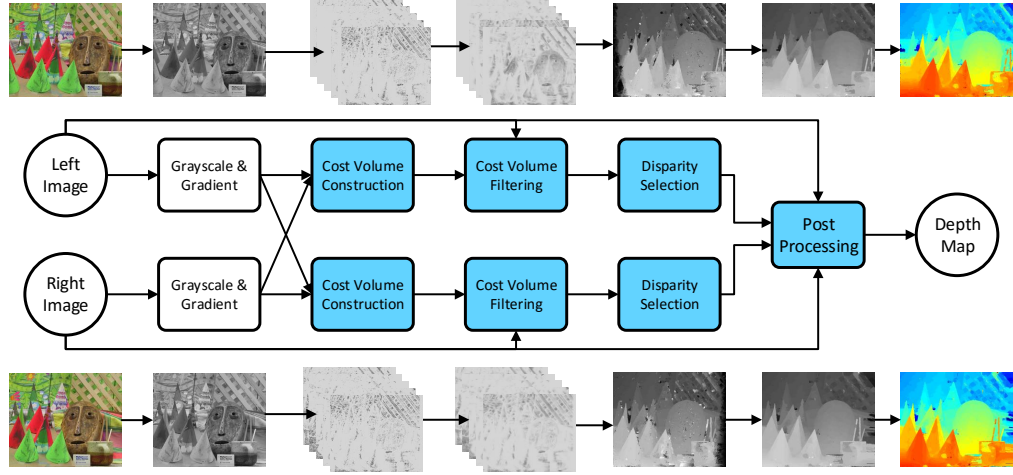 Left
Image
Grayscale &
Gradient
Cost Volume
Construction
Cost Volume
Filtering
Disparity
Selection
Post
Processing
Depth
Map
Right
Image
Grayscale &
Gradient
Cost Volume
Construction
Cost Volume
Filtering
Disparity
Selection